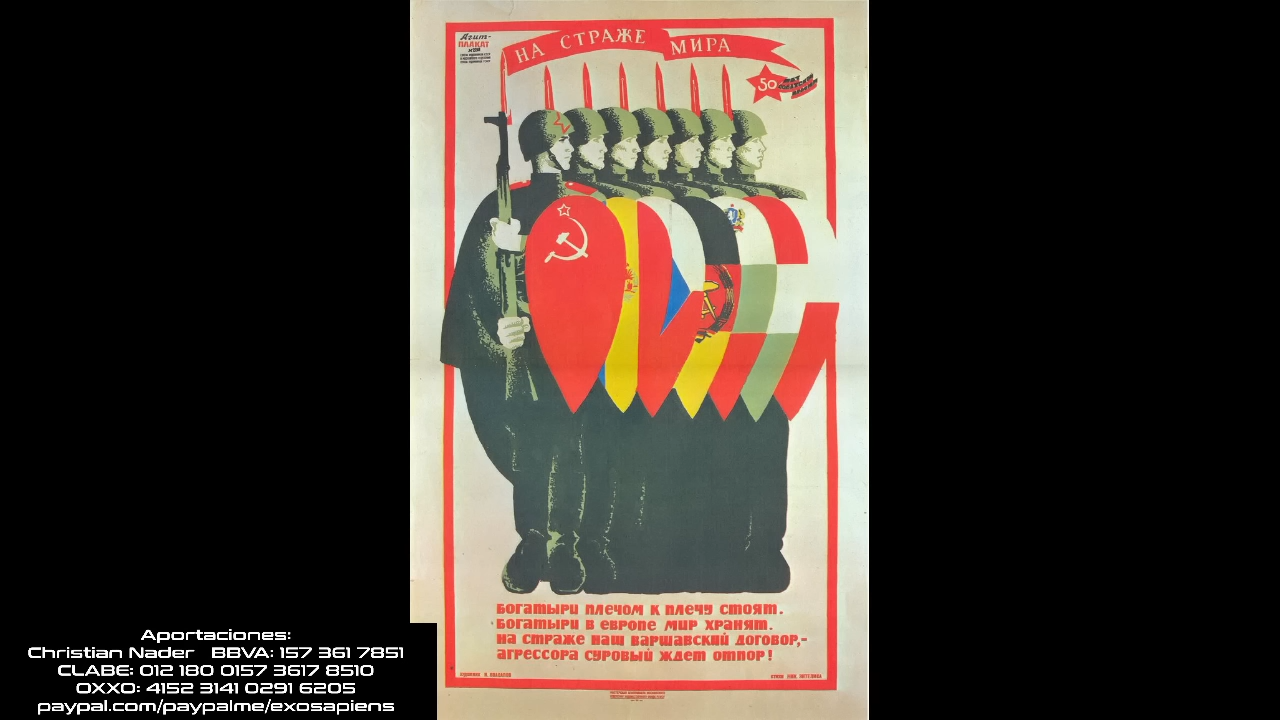 Агит-
ПЛАКАТ
НА СТРАЖЕ МИРА
50
БОГАТЫРИ ПЛЕЧОМ К ПЛЕЧУ СТОЯТ.
БОГАТЫРИ В ЕВРОПЕ МИР ХРАНЯТ.
НА СТРАЖЕ НАШ ВАРШАВСКИЙ ДОГОВОР,-
АГРЕССОРА СУРОВЫЙ ЖДЕТ ОТПОР!
Aportaciones:
Christian Nader BBVA: 157 361 7851
CLABE: 012 180 0157 3617 8510
4152 3141 0291 6205
paypal.com/paypalme/exosapiens